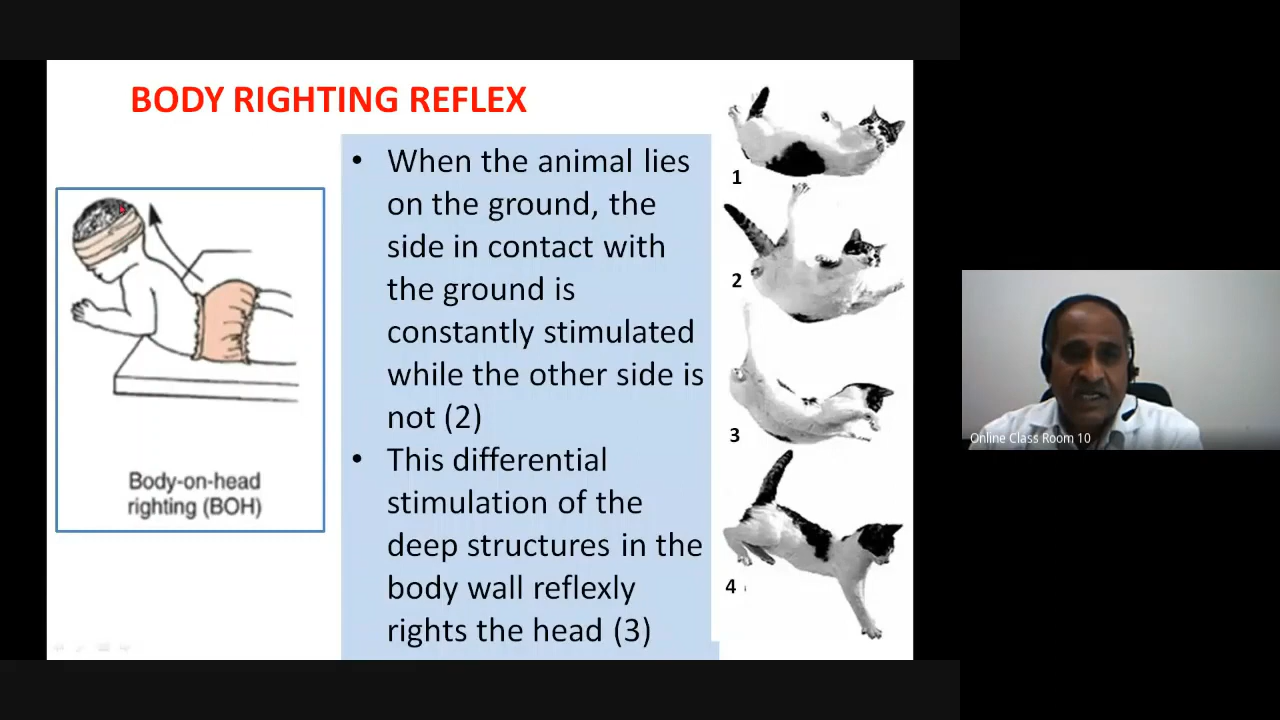 BODY RIGHTING REFLEX
• When the animal lies
on the ground, the
side in contact with
the ground is
constantly stimulated
while the other side is
not (2)
• This differential
stimulation of the
deep structures in the
body wall reflexly
rights the head (3)
Body-on-head
righting (BOH)
1
2
3
4
Online Class Room 10